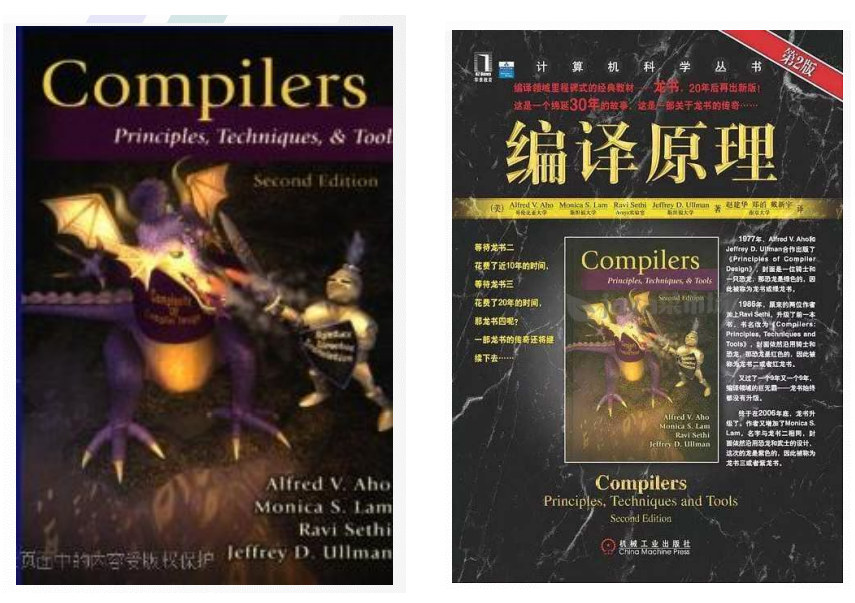 Compilers
Principles, Techniques, & Tool
Second Edition
Complexity
of
Compiler Design
Alfred V. Aho
Monica S. Lam
Ravi Sethi
Jeffrey D. Ullman
页面中的内容受版权保护
计算机科学丛书
第2版
编译领域里程碑式的经典教材——龙书,20年后再出新版!
这是一个绵延30年的故事,这是一部关于龙书的传奇……
编译原理
(美) Alfred V. Aho Monica S. Lam Ravi Sethi Jeffrey D. Ullman 著 赵建华 郑滔 戴新宇 译
哥伦比亚大学 斯坦福大学 Avaya实验室 斯坦福大学 南京大学
等待龙书二
花费了近10年的时间,
等待龙书三
花费了20年的时间,
那龙书四呢?
一部龙书的传奇还将继
续下去……
Compilers
Principles, Techniques, & Tools
Second Edition
Alfred V. Aho
Monica S. Lam
Ravi Sethi
Jeffrey D. Ullman
1977年,Alfred V. Aho和
Jeffrey D. Ullman合作出版了
《Principles of Compiler
Design》,封面是一位骑士和
一只恐龙,那恐龙是绿色的,因
此被称为龙书或绿龙书。
1986年,原来的两位作者
加上Ravi Sethi,升级了新一本
书,书名改为《Compilers:
Principles, Techniques and
Tools》,封面依然沿用骑士和
恐龙,那恐龙是红色的,因此被
称为龙书二或者红龙书。
又过了一个9年又一个9年,
编译领域的巨无霸——龙书始终
都没有升级。
终于在2006年底,龙书升
级了。作者又增加了Monica S.
Lam,名字与龙书二相同,封
面依然沿用恐龙和武士的设计,
这次的龙是紫色的,因此被称为
龙书三或者紫龙书。
Compilers
Principles, Techniques and Tools
Second Edition
机械工业出版社
China Machine Press